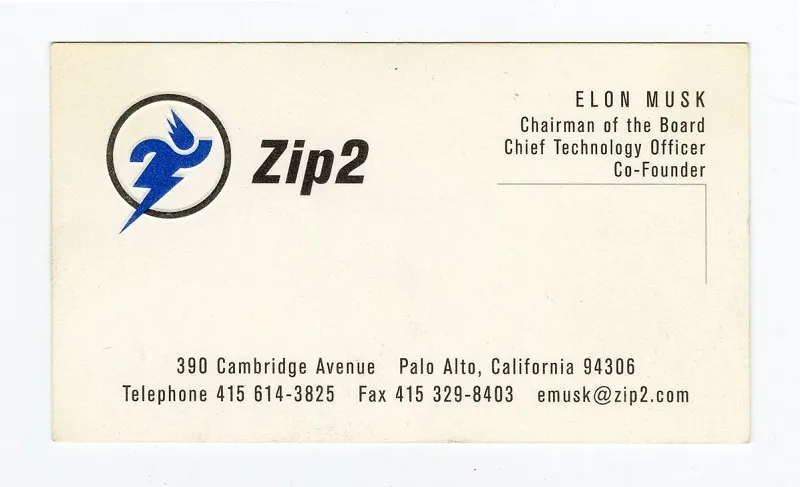 Zip2
ELON MUSK
Chairman of the Board
Chief Technology Officer
Co-Founder
390 Cambridge Avenue Palo Alto, California 94306
Telephone 415 614-3825 Fax 415 329-8403 emusk@zip2.com